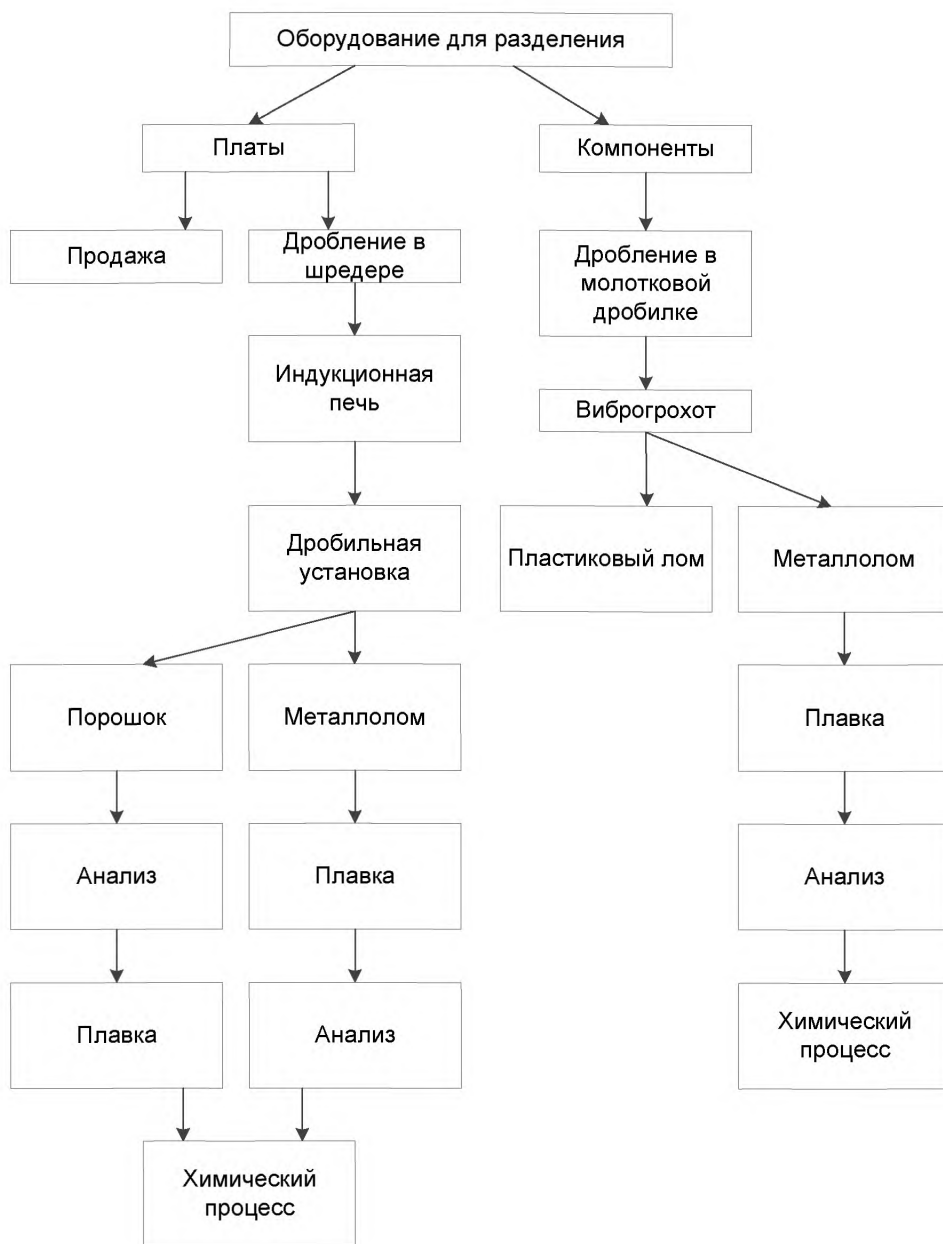 Оборудование для разделения
Платы
Компоненты
Продажа
Дробление в
шредере
Дробление в
молотковой
дробилке
Индукционная
печь
Виброгрохот
Дробильная
установка
Пластиковый лом
Металлолом
Порошок
Металлолом
Плавка
Анализ
Плавка
Анализ
Плавка
Анализ
Химический
процесс
Химический
процесс